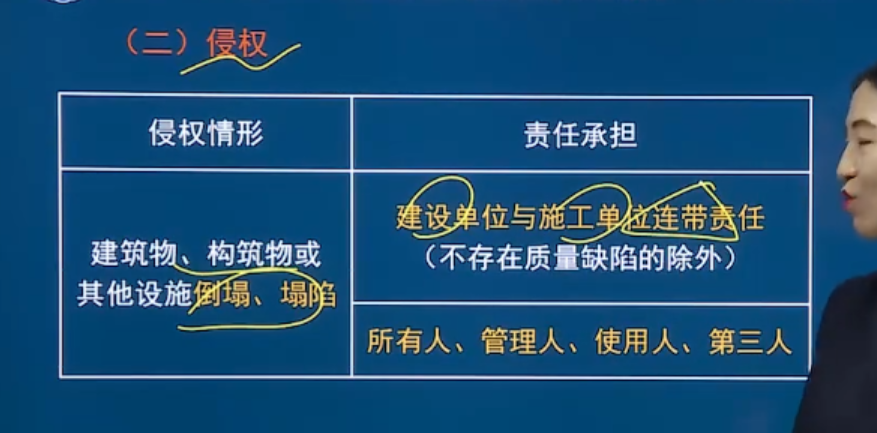 （二）侵权
侵权情形
责任承担
建筑物、构筑物或
其他设施倒塌、塌陷
建设单位与施工单位连带责任
（不存在质量缺陷的除外）
所有人、管理人、使用人、第三人